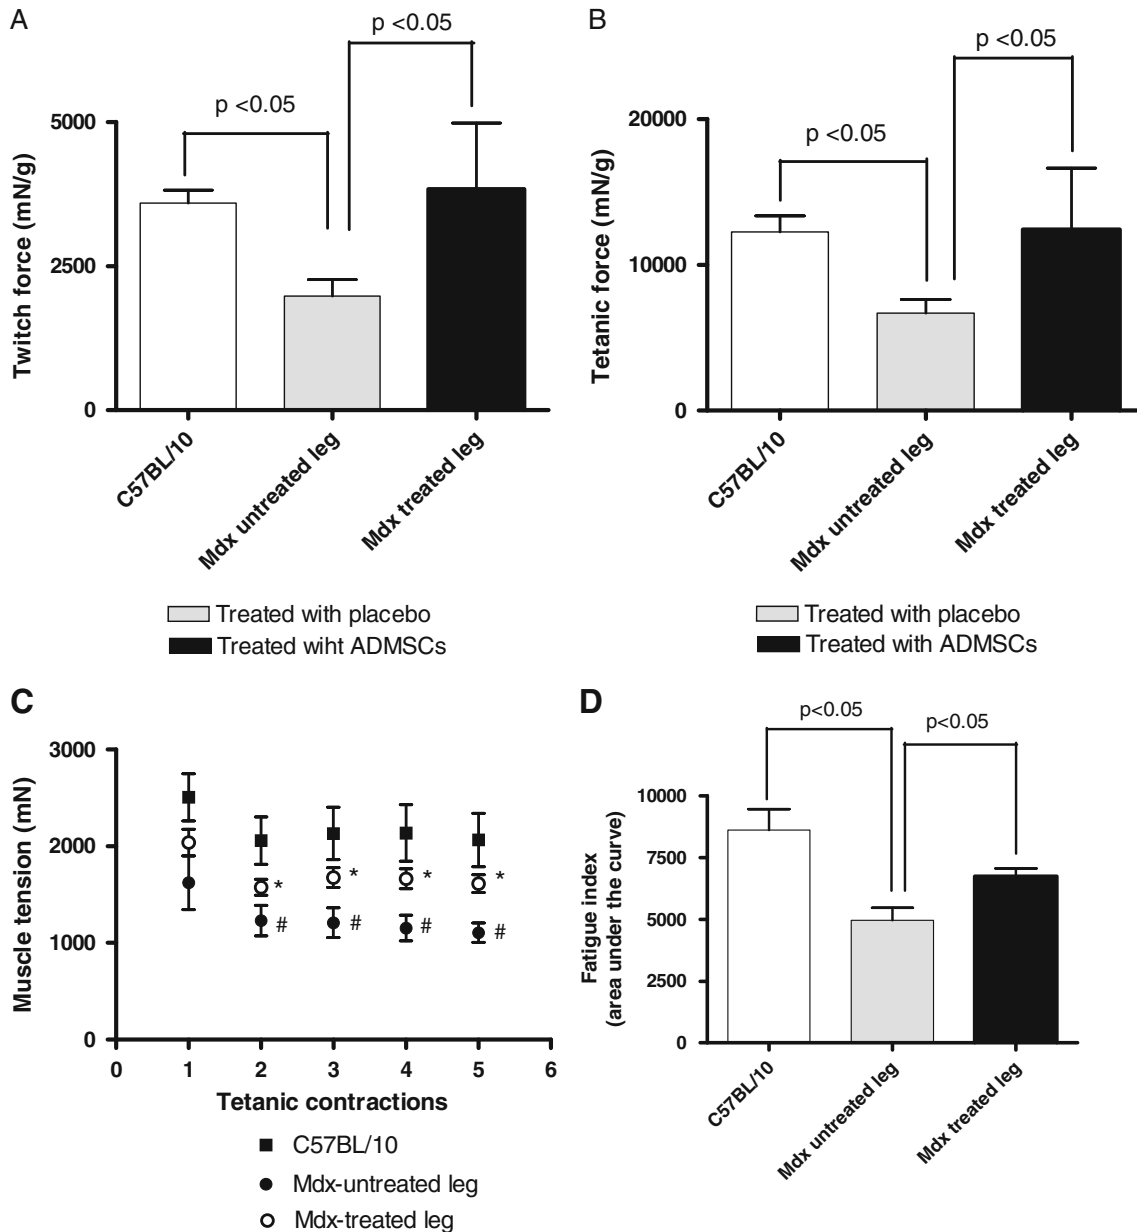 A
p <0.05
p <0.05
Twitch force (mN/g)
5000
2500
0
C57BL/10
Mdx untreated leg
Mdx treated leg
Treated with placebo
Treated wiht ADMSCs
B
p <0.05
p <0.05
Tetanic force (mN/g)
20000
10000
0
C57BL/10
Mdx untreated leg
Mdx treated leg
Treated with placebo
Treated with ADMSCs
C
Muscle tension (mN)
3000
2000
1000
0
* * * *
# # # #
0 1 2 3 4 5 6
Tetanic contractions
C57BL/10
Mdx-untreated leg
Mdx-treated leg
D
p<0.05
p<0.05
Fatigue index
(area under the curve)
10000
7500
5000
2500
0
C57BL/10
Mdx untreated leg
Mdx treated leg